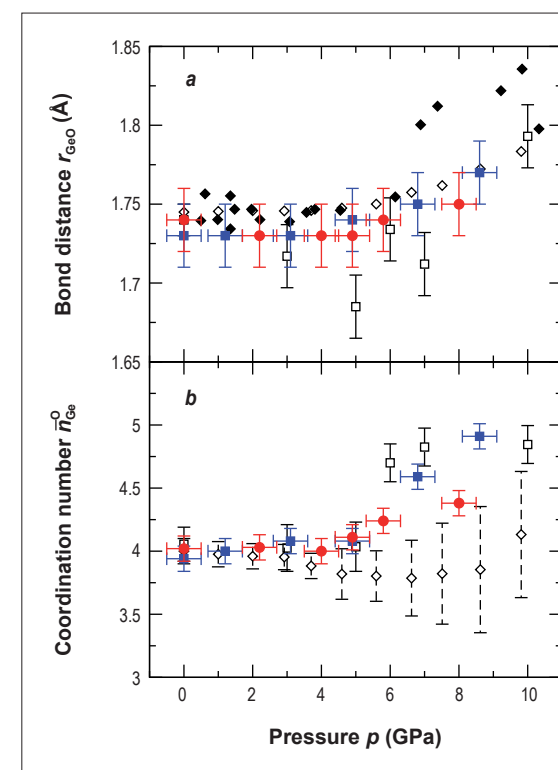 1.85
a
1.8
1.75
1.7
1.65
Bond distance r_GeO (Å)
b
5
4.5
4
3.5
3
Coordination number n̄_Ge^O
0 2 4 6 8 10
Pressure p (GPa)